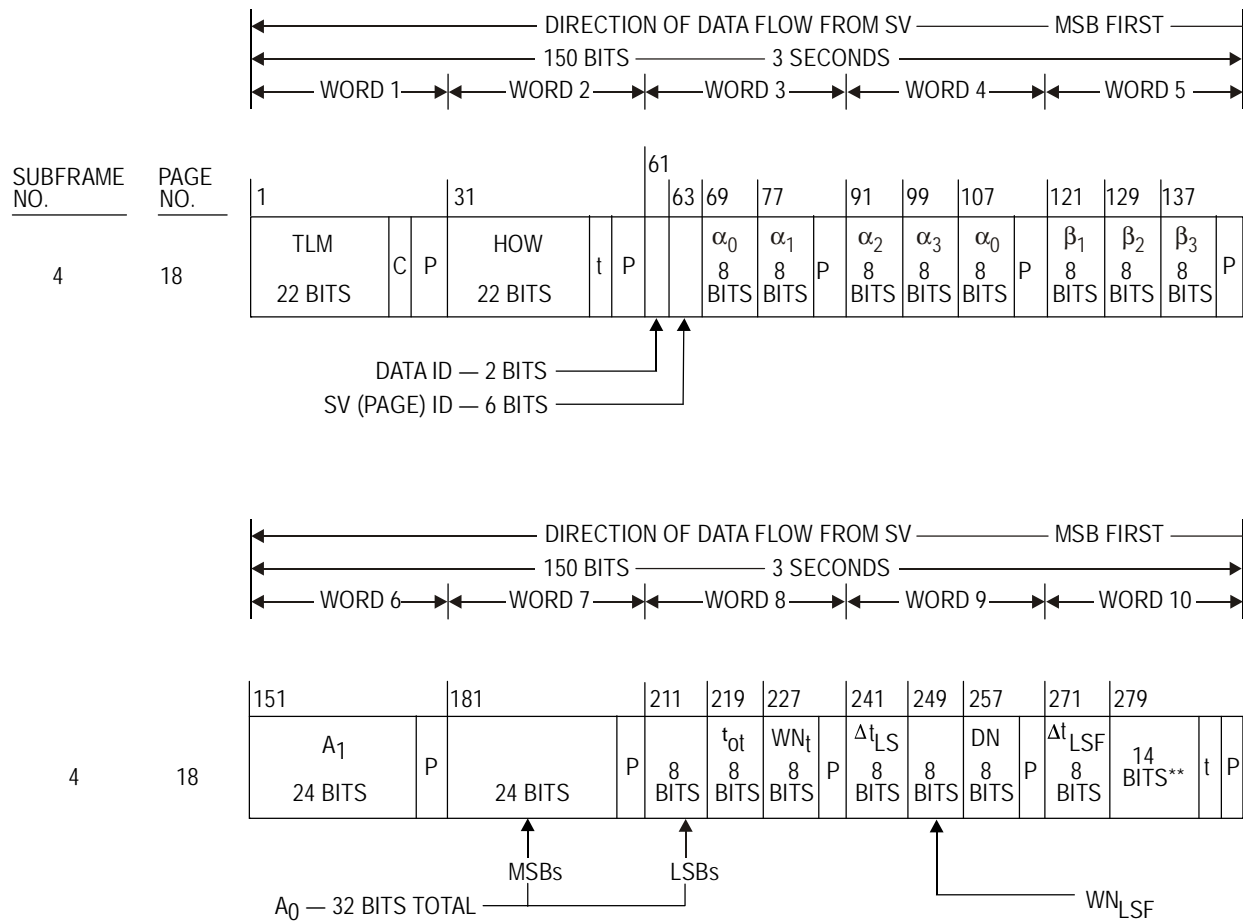 DIRECTION OF DATA FLOW FROM SV MSB FIRST
150 BITS 3 SECONDS
WORD 1 WORD 2 WORD 3 WORD 4 WORD 5
61
SUBFRAME NO. PAGE NO.
1 31 63 69 77 91 99 107 121 129 137
TLM HOW α0 α1 α2 α3 α0 β1 β2 β3
4 18 C P t P P P P
22 BITS 22 BITS 8 BITS 8 BITS 8 BITS 8 BITS 8 BITS 8 BITS 8 BITS 8 BITS
DATA ID — 2 BITS
SV (PAGE) ID — 6 BITS
DIRECTION OF DATA FLOW FROM SV MSB FIRST
150 BITS 3 SECONDS
WORD 6 WORD 7 WORD 8 WORD 9 WORD 10
151 181 211 219 227 241 249 257 271 279
A1 tot WNt ΔtLS DN ΔtLSF
4 18 P P P P t P
24 BITS 24 BITS 8 BITS 8 BITS 8 BITS 8 BITS 8 BITS 8 BITS 8 BITS 14 BITS**
MSBs LSBs
A0 — 32 BITS TOTAL
WNLSF